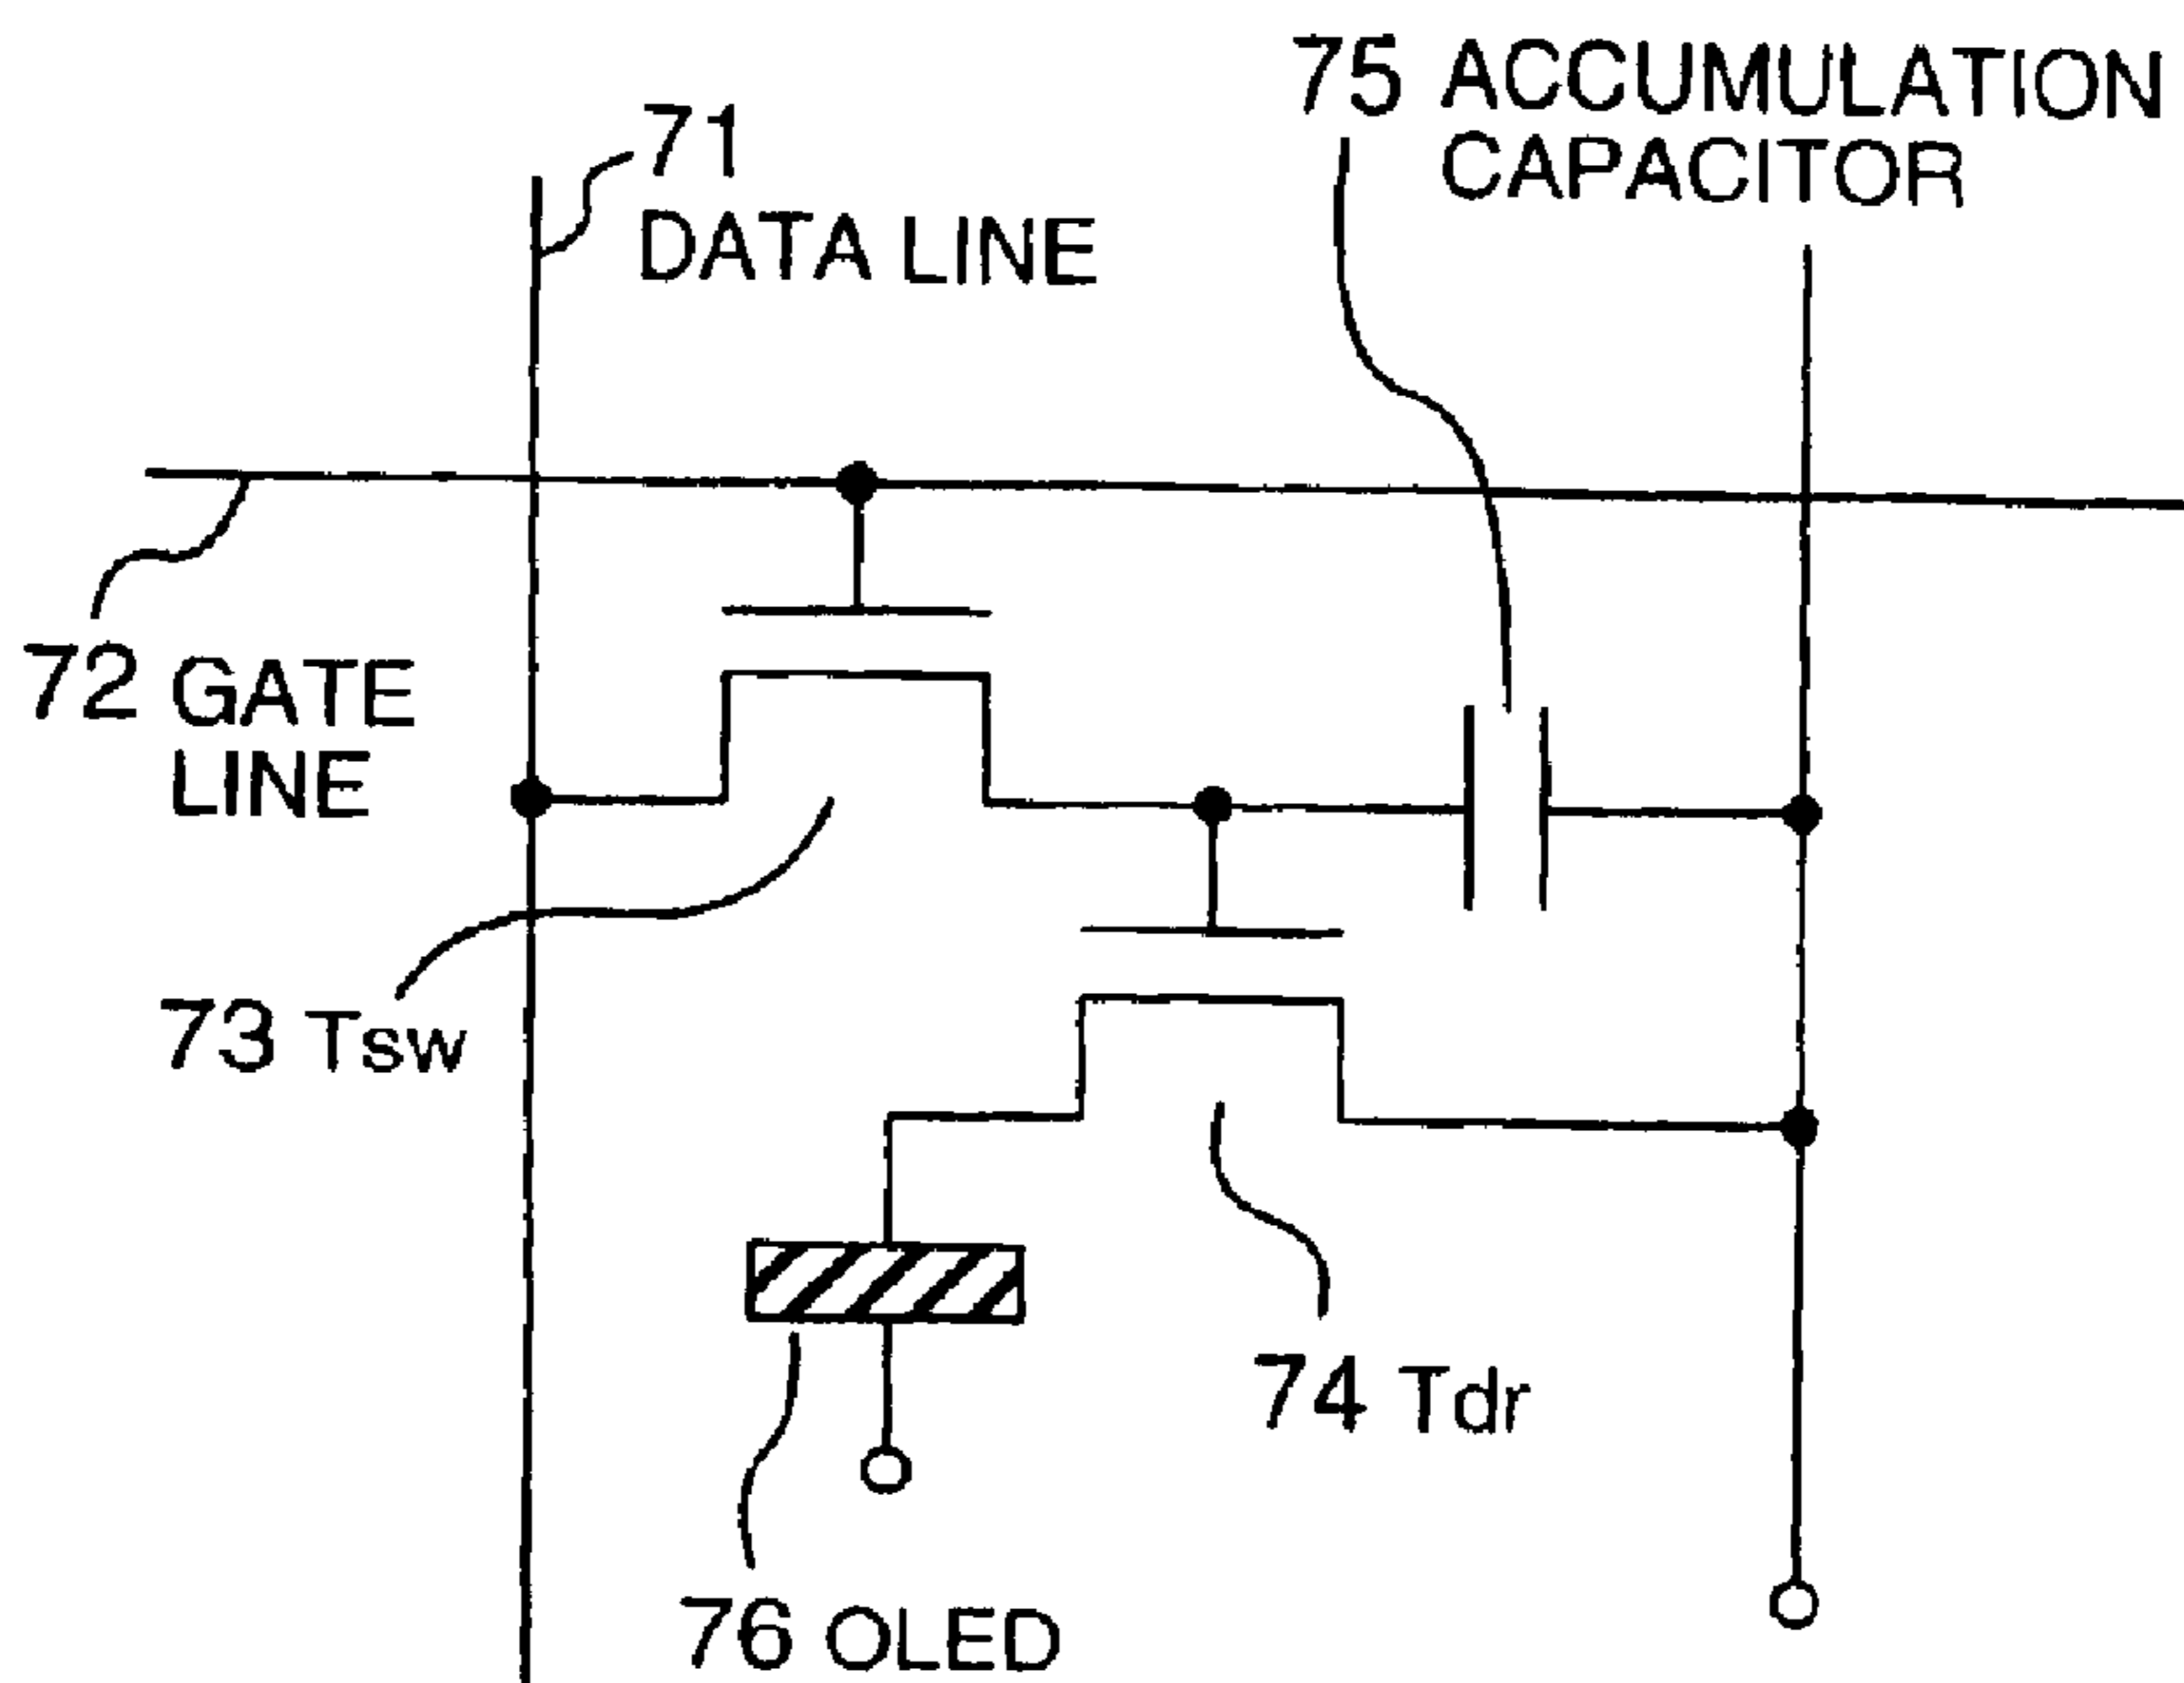 75 ACCUMULATION
CAPACITOR
71
DATA LINE
72 GATE
LINE
73 Tsw
74 Tdr
76 OLED